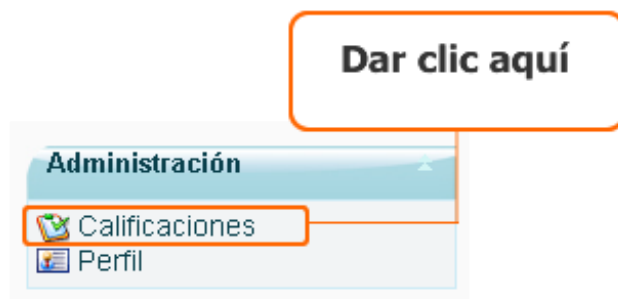 Dar clic aquí
Administración
Calificaciones
Perfil